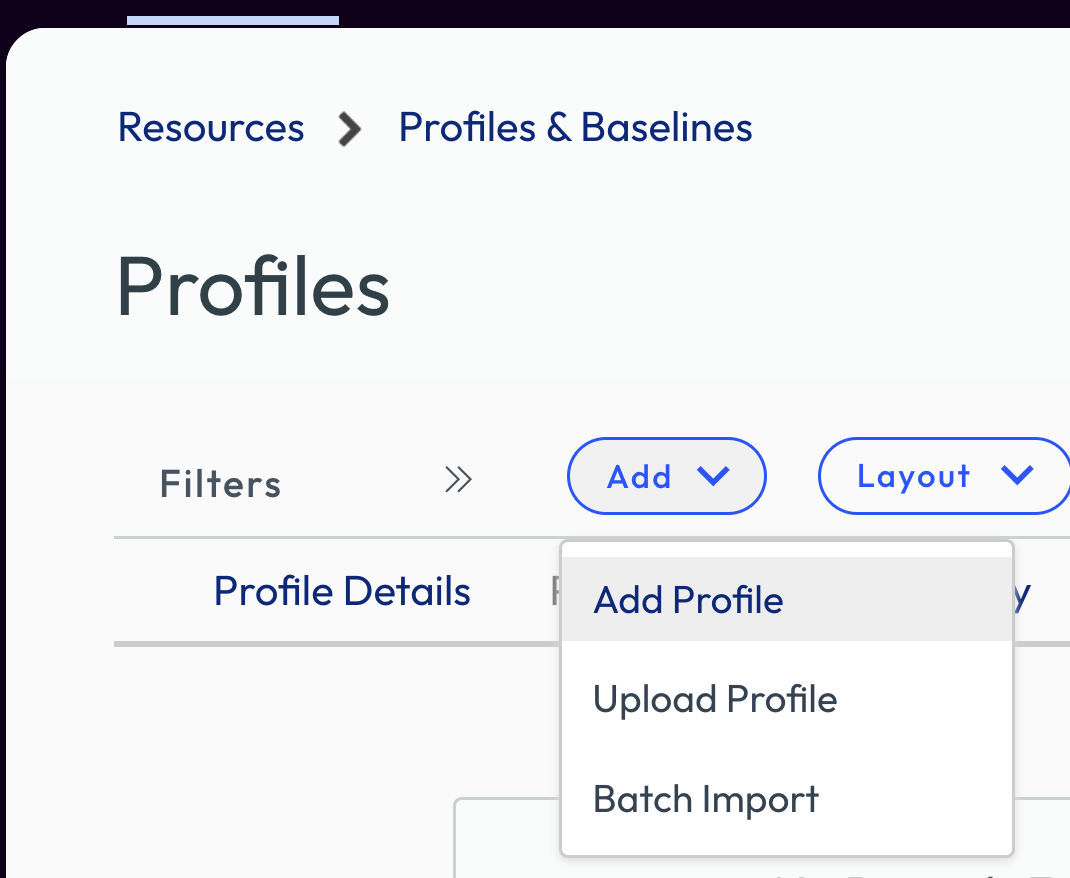 Resources > Profiles & Baselines
Profiles
Filters
Add
Layout
Profile Details
Add Profile
Upload Profile
Batch Import